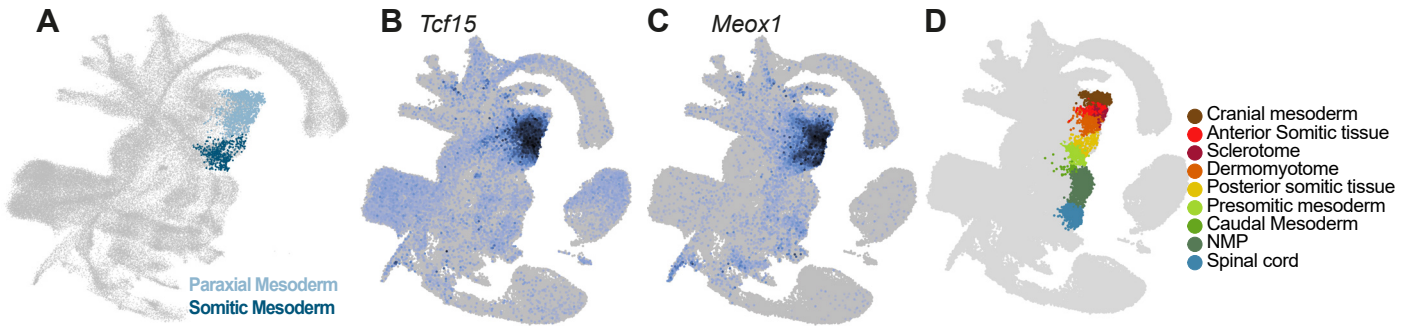 A
B Tcf15
C Meox1
D
Paraxial Mesoderm
Somitic Mesoderm
Cranial mesoderm
Anterior Somitic tissue
Sclerotome
Dermomyotome
Posterior somitic tissue
Presomitic mesoderm
Caudal Mesoderm
NMP
Spinal cord